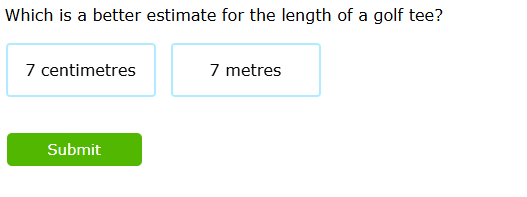 Which is a better estimate for the length of a golf tee?
7 centimetres
7 metres
Submit